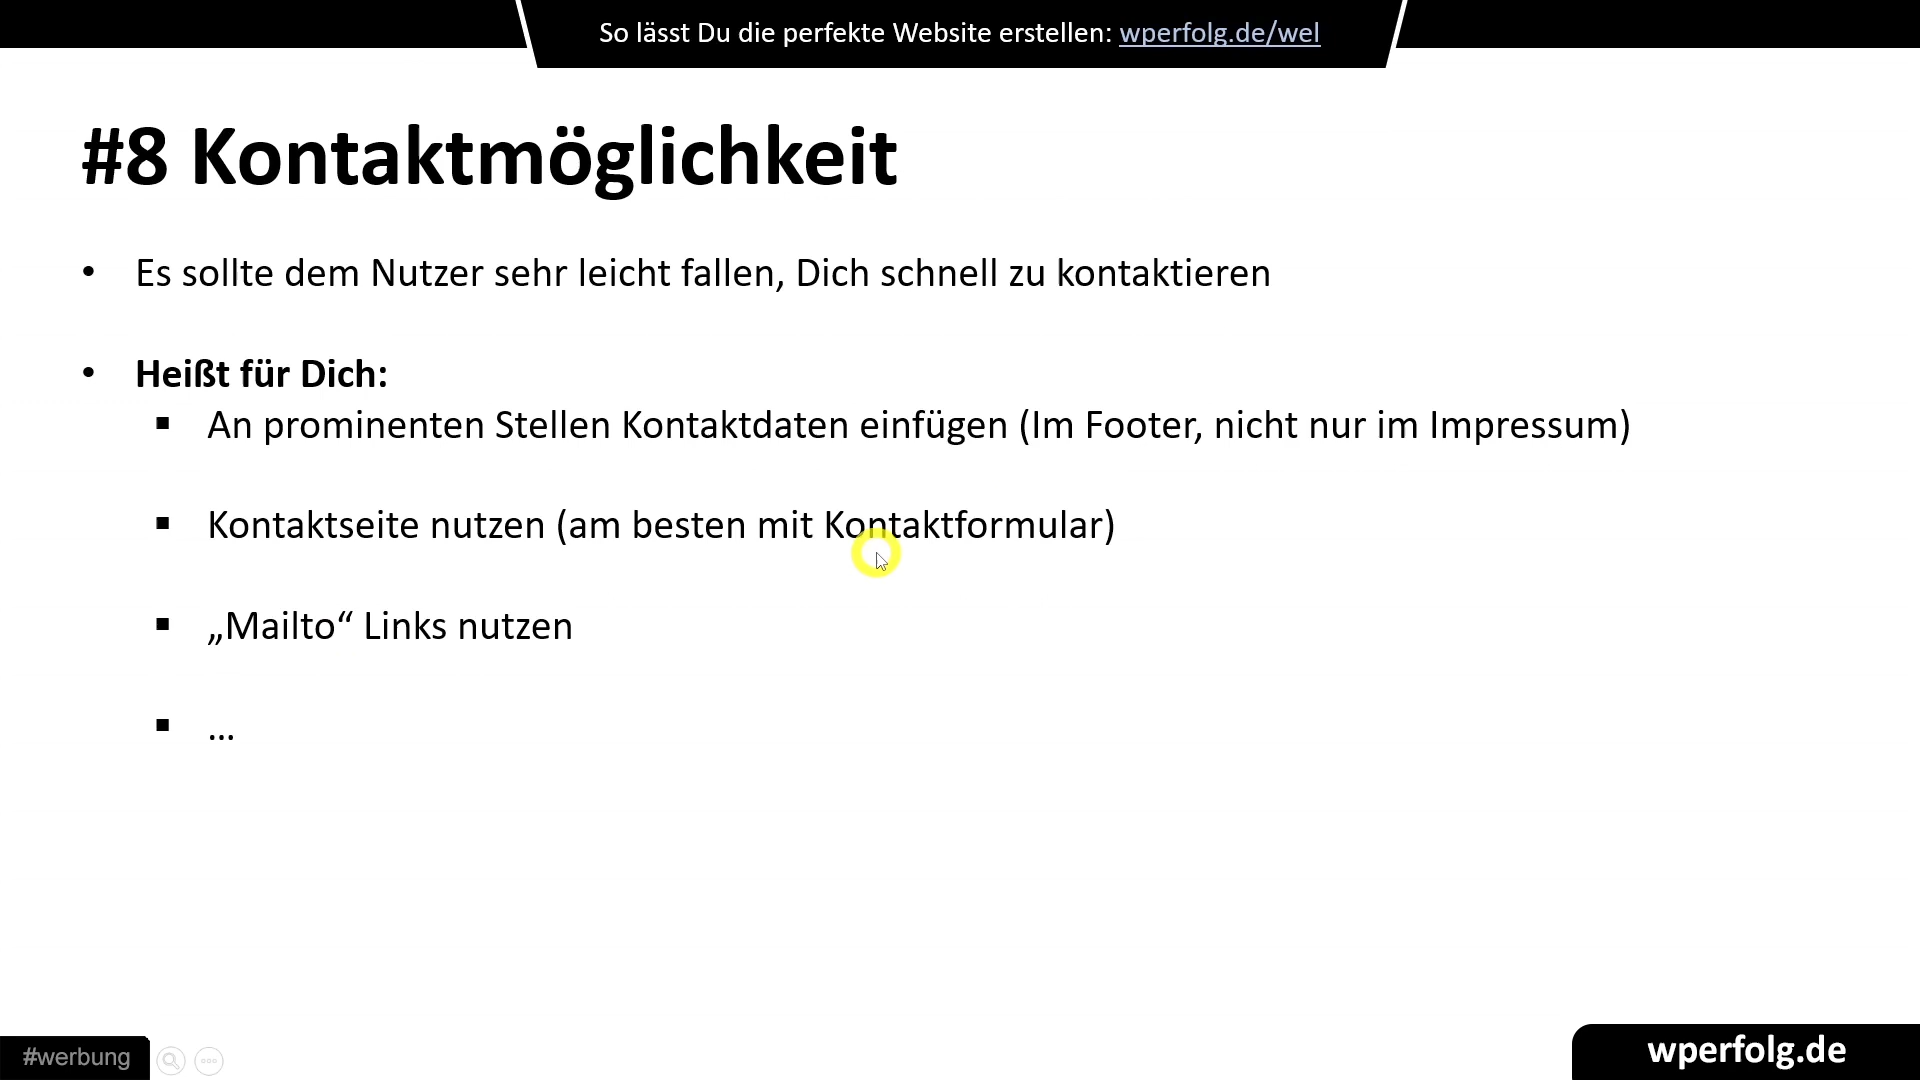 So lässt Du die perfekte Website erstellen: wperfolg.de/wel
#8 Kontaktmöglichkeit
• Es sollte dem Nutzer sehr leicht fallen, Dich schnell zu kontaktieren
• Heißt für Dich:
▪ An prominenten Stellen Kontaktdaten einfügen (Im Footer, nicht nur im Impressum)
▪ Kontaktseite nutzen (am besten mit Kontaktformular)
▪ „Mailto“ Links nutzen
▪ ...
#werbung
wperfolg.de